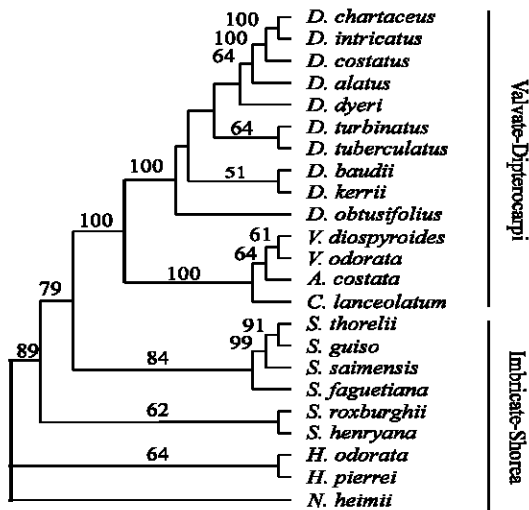 100
D. chartaceus
100
D. intricatus
64
D. costatus
D. alatus
D. dyeri
64
D. turbinatus
D. tuberculatus
100
51
D. baudii
D. kerrii
D. obtusifolius
100
61
V. diospyroides
64
V. odorata
100
A. costata
C. lanceolatum
79
91
S. thorelii
99
S. guiso
84
S. saimensis
S. faguetiana
89
62
S. roxburghii
S. henryana
64
H. odorata
H. pierrei
N. heimii
Valvate-Dipterocarpi
Imbricate-Shorea